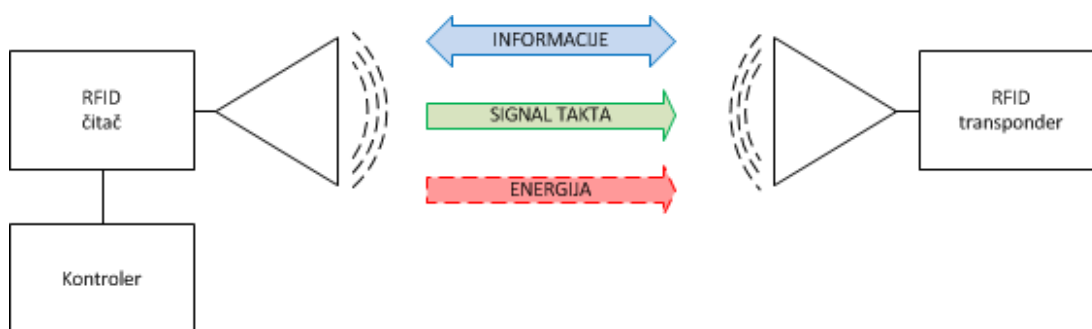 INFORMACIJE
RFID
čitač
SIGNAL TAKTA
RFID
transponder
ENERGIJA
Kontroler